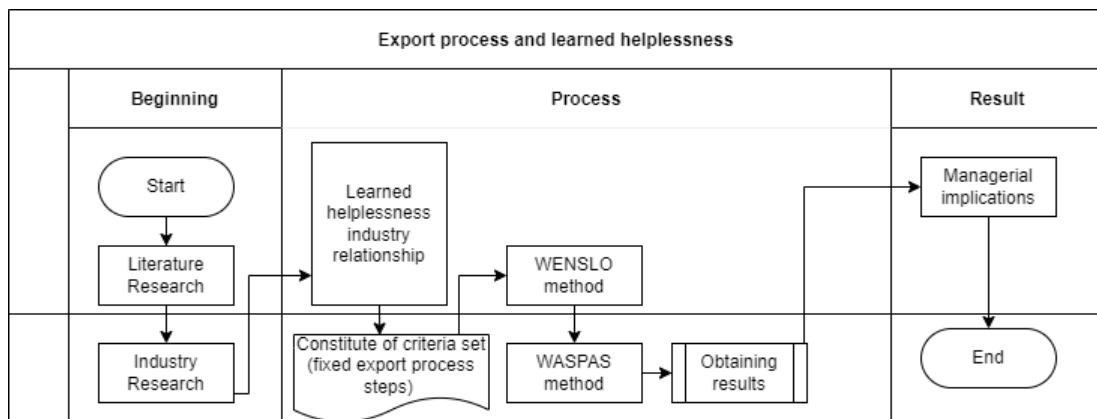 Export process and learned helplessness
Beginning
Process
Result
Start
Literature
Research
Industry
Research
Learned
helplessness
industry
relationship
Constitute of criteria set
(fixed export process
steps)
WENSLO
method
WASPAS
method
Obtaining
results
Managerial
implications
End